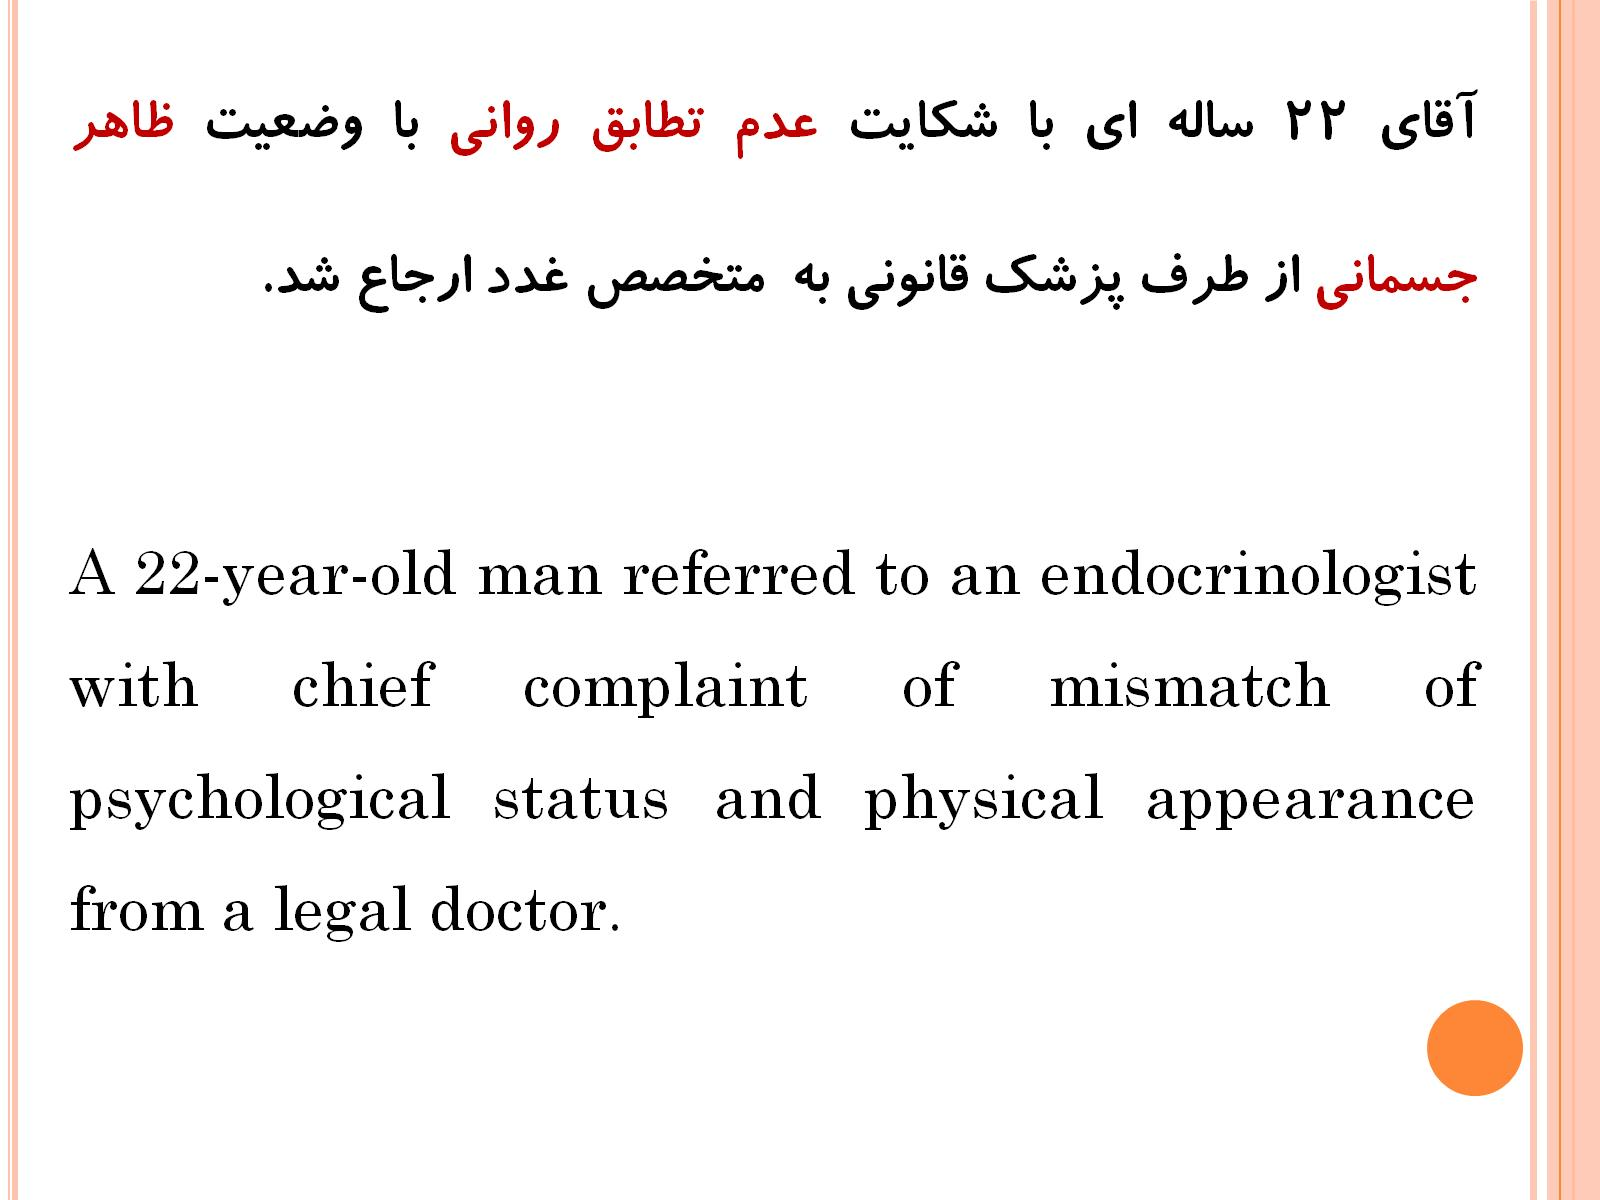 آقای ۲۲ ساله ای با شکایت عدم تطابق روانی با وضعیت ظاهر
جسمانی از طرف پزشک قانونی به متخصص غدد ارجاع شد.
A 22-year-old man referred to an endocrinologist
with chief complaint of mismatch of
psychological status and physical appearance
from a legal doctor.